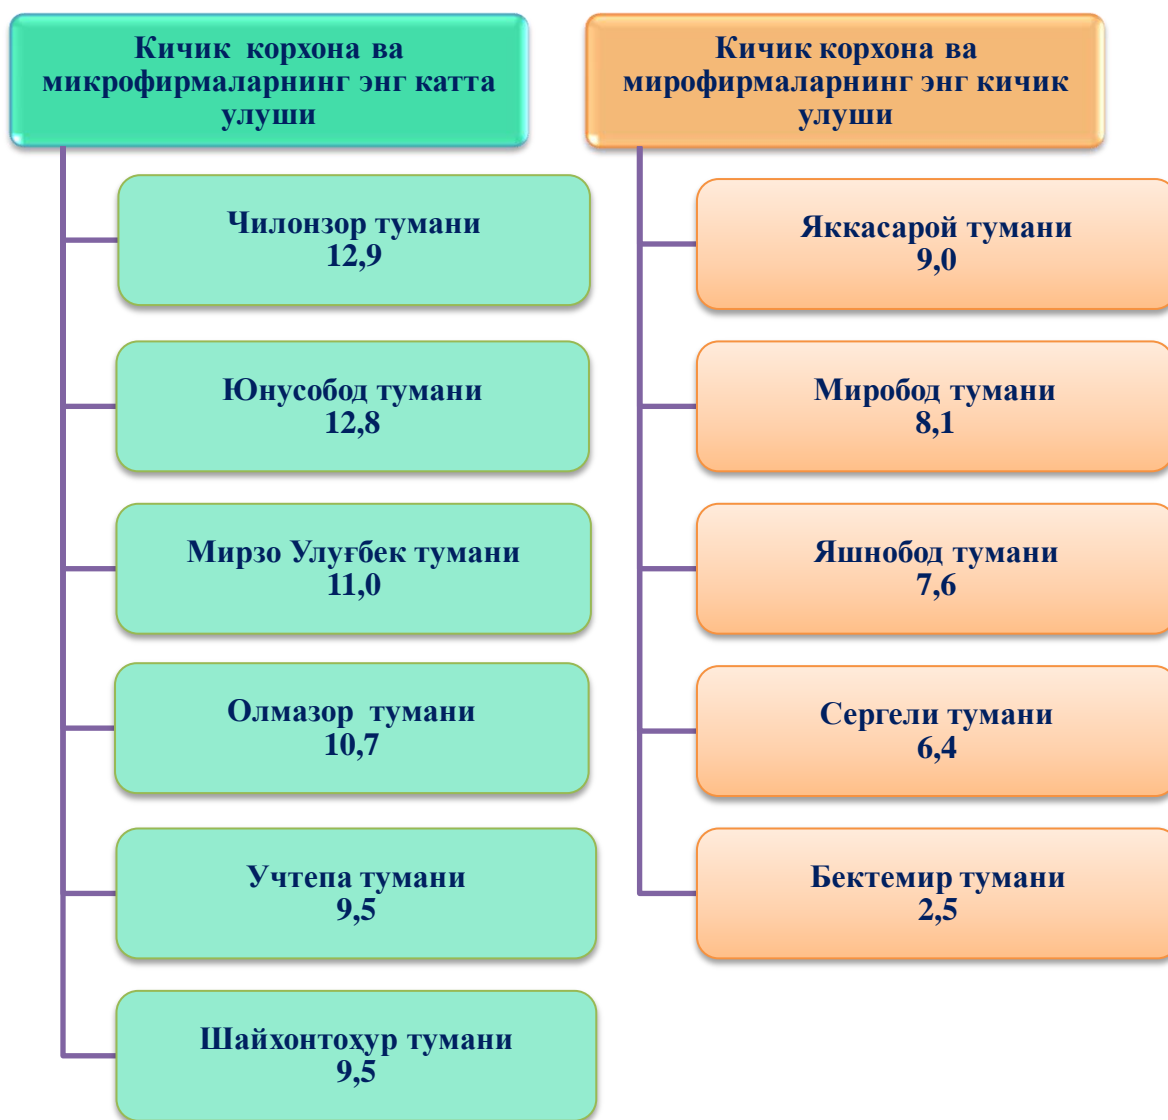 Кичик корхона ва
микрофирмаларнинг энг катта
улуши
Чилонзор тумани
12,9
Юнусобод тумани
12,8
Мирзо Улуғбек тумани
11,0
Олмазор тумани
10,7
Учтепа тумани
9,5
Шайхонтоҳур тумани
9,5
Кичик корхона ва
мирофирмаларнинг энг кичик
улуши
Яккасарой тумани
9,0
Миробод тумани
8,1
Яшнобод тумани
7,6
Сергели тумани
6,4
Бектемир тумани
2,5